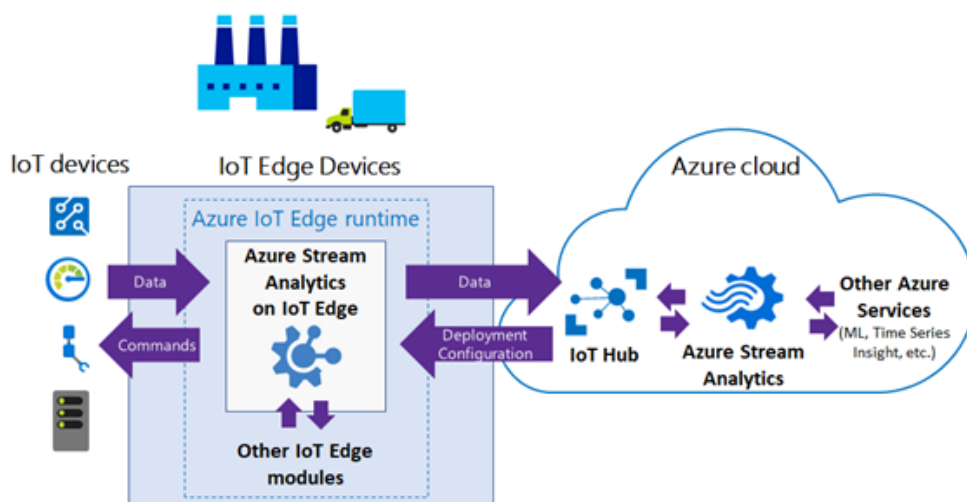 IoT devices
IoT Edge Devices
Azure cloud
Azure IoT Edge runtime
Azure Stream
Analytics
on IoT Edge
Data
Commands
Other IoT Edge
modules
Data
Deployment
Configuration
IoT Hub
Azure Stream
Analytics
Other Azure
Services
(ML, Time Series
Insight, etc.)